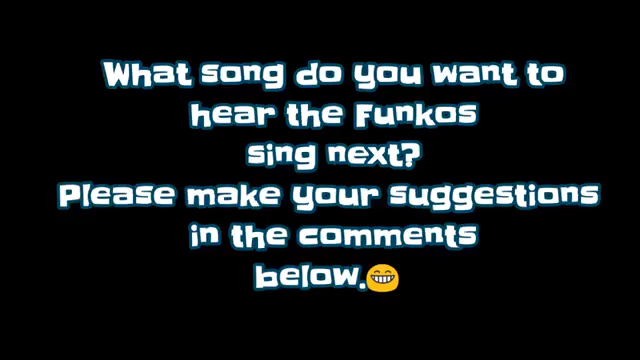 What song do you want to
hear the Funkos
sing next?
Please make your suggestions
in the comments
below.😁